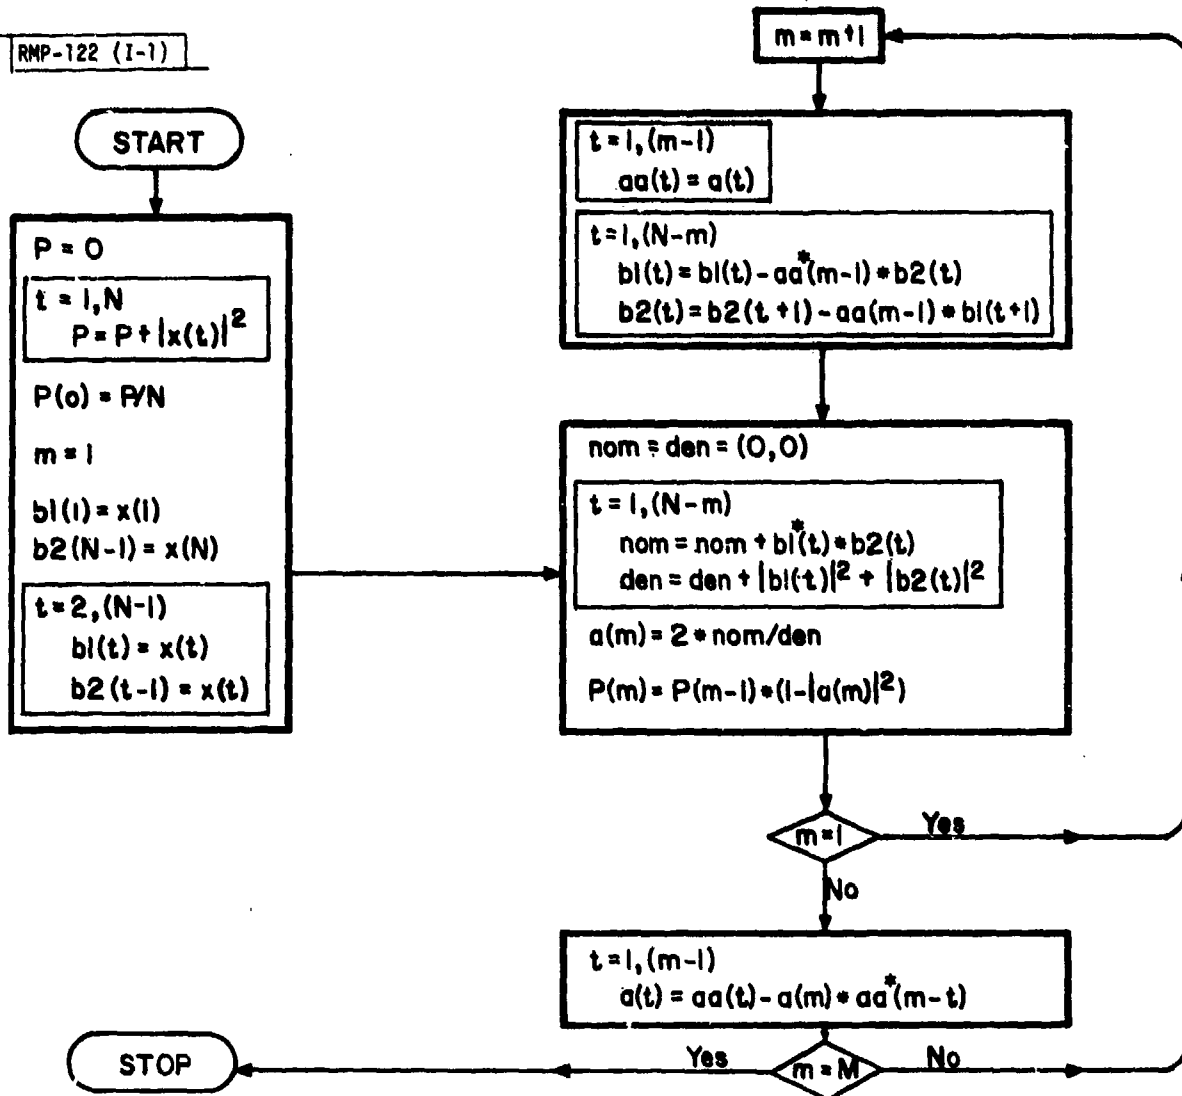 RMP-122 (I-1)
START
P = 0
t = 1, N
P = P + |x(t)|²
P(o) = P/N
m = 1
b1(1) = x(1)
b2(N-1) = x(N)
t = 2, (N-1)
b1(t) = x(t)
b2(t-1) = x(t)
m = m+1
t = 1, (m-1)
aa(t) = a(t)
t = 1, (N-m)
b1(t) = b1(t) - aa*(m-1) * b2(t)
b2(t) = b2(t+1) - aa(m-1) * b1(t+1)
nom = den = (0,0)
t = 1, (N-m)
nom = nom + b1*(t) * b2(t)
den = den + |b1(t)|² + |b2(t)|²
a(m) = 2 * nom/den
P(m) = P(m-1) * (1-|a(m)|²)
m = 1
Yes
No
t = 1, (m-1)
a(t) = aa(t) - a(m) * aa*(m-t)
STOP
Yes
m = M
No